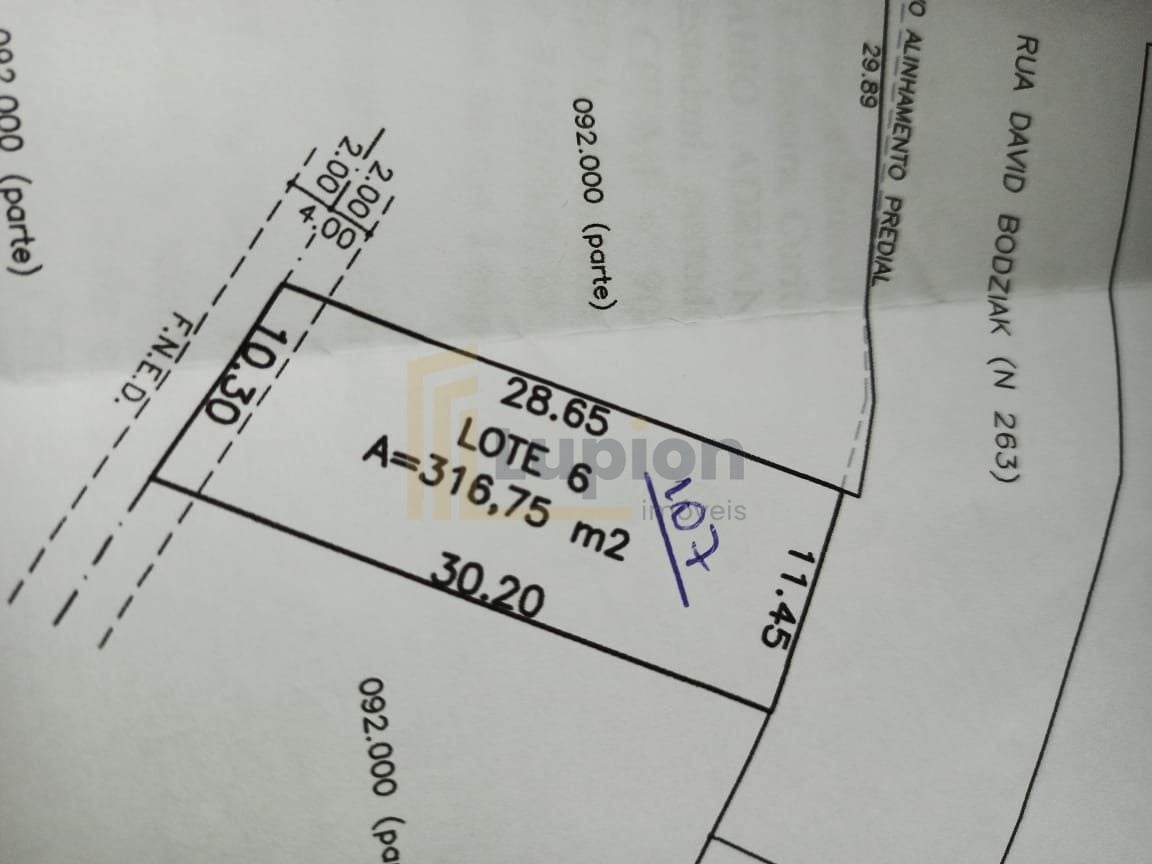 RUA DAVID BODZIAK (N 263)
ALINHAMENTO PREDIAL
29.89
092.000 (parte)
092.000 (parte)
2.00
2.00
4.00
F.N.E.D.
10.30
28.65
LOTE 6
A=316,75 m2
30.20
11.45
107
Lupion
imóveis
092.000 (pa